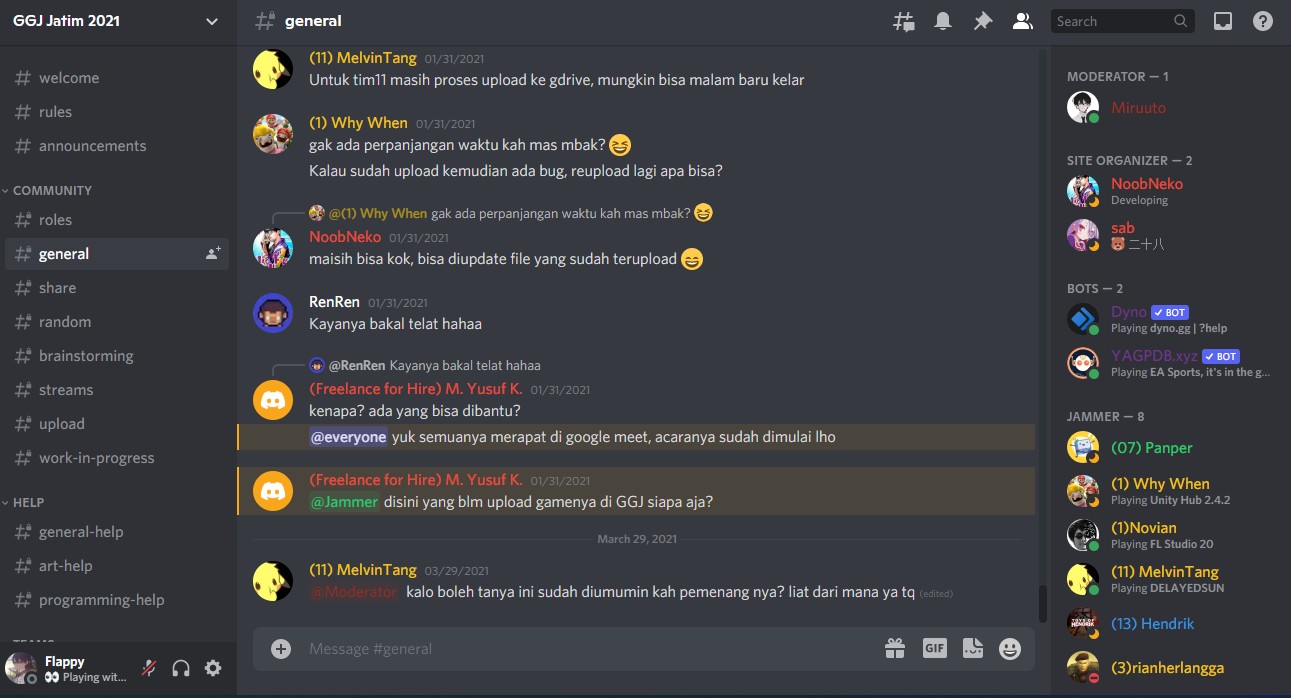 GGJ Jatim 2021
# general
Search
# welcome
# rules
# announcements
COMMUNITY
# roles
# general
# share
# random
# brainstorming
# streams
# upload
# work-in-progress
HELP
# general-help
# art-help
# programming-help
TEAMS
Flappy
👀 Playing wit...
(11) MelvinTang 01/31/2021
Untuk tim11 masih proses upload ke gdrive, mungkin bisa malam baru kelar
(1) Why When 01/31/2021
gak ada perpanjangan waktu kah mas mbak? 😆
Kalau sudah upload kemudian ada bug, reupload lagi apa bisa?
@(1) Why When gak ada perpanjangan waktu kah mas mbak? 😆
NoobNeko 01/31/2021
maisih bisa kok, bisa diupdate file yang sudah terupload 😄
RenRen 01/31/2021
Kayanya bakal telat hahaa
@RenRen Kayanya bakal telat hahaa
(Freelance for Hire) M. Yusuf K. 01/31/2021
kenapa? ada yang bisa dibantu?
@everyone yuk semuanya merapat di google meet, acaranya sudah dimulai lho
(Freelance for Hire) M. Yusuf K. 01/31/2021
@Jammer disini yang blm upload gamenya di GGJ siapa aja?
March 29, 2021
(11) MelvinTang 03/29/2021
@Moderator kalo boleh tanya ini sudah diumumin kah pemenang nya? liat dari mana ya tq (edited)
Message #general
GIF
MODERATOR — 1
Miruuto
SITE ORGANIZER — 2
NoobNeko
Developing
sab
🐻 二十八
BOTS — 2
Dyno ✓ BOT
Playing dyno.gg | ?help
YAGPDB.xyz ✓ BOT
Playing EA Sports, it's in the g...
JAMMER — 8
(07) Panper
(1) Why When
Playing Unity Hub 2.4.2
(1)Novian
Playing FL Studio 20
(11) MelvinTang
Playing DELAYEDSUN
(13) Hendrik
(3)rianherlangga